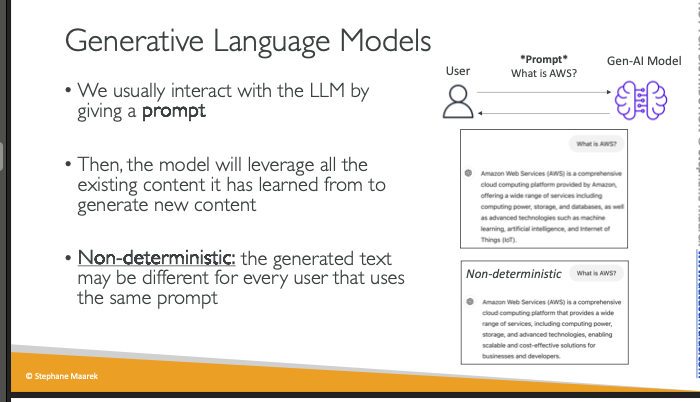 Generative Language Models
• We usually interact with the LLM by
giving a prompt
• Then, the model will leverage all the
existing content it has learned from to
generate new content
• Non-deterministic: the generated text
may be different for every user that uses
the same prompt
User
*Prompt*
What is AWS?
Gen-AI Model
What is AWS?
Amazon Web Services (AWS) is a comprehensive
cloud computing platform provided by Amazon,
offering a wide range of services including
computing power, storage, and databases, as well
as advanced technologies such as machine
learning, artificial intelligence, and Internet of
Things (IoT).
Non-deterministic
What is AWS?
Amazon Web Services (AWS) is a comprehensive
cloud computing platform that provides a wide
range of services, including computing power,
storage, and advanced technologies, enabling
scalable and cost-effective solutions for
businesses and developers.
© Stephane Maarek